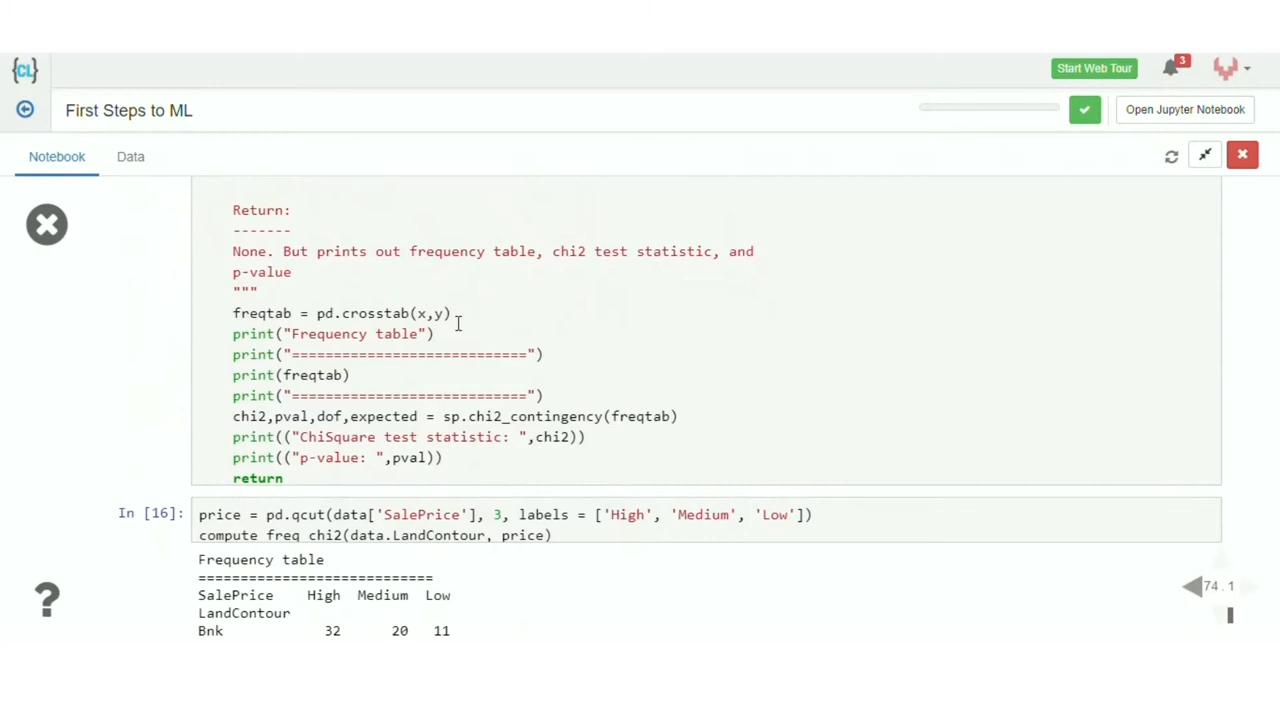 {CL}
Start Web Tour
3
First Steps to ML
Open Jupyter Notebook
Notebook Data
Return:
-------
None. But prints out frequency table, chi2 test statistic, and
p-value
"""
freqtab = pd.crosstab(x,y)
print("Frequency table")
print("============================")
print(freqtab)
print("============================")
chi2,pval,dof,expected = sp.chi2_contingency(freqtab)
print(("ChiSquare test statistic: ",chi2))
print(("p-value: ",pval))
return
In [16]:
price = pd.qcut(data['SalePrice'], 3, labels = ['High', 'Medium', 'Low'])
compute_freq_chi2(data.LandContour, price)
Frequency table
============================
SalePrice High Medium Low
LandContour
Bnk 32 20 11
?
74.1